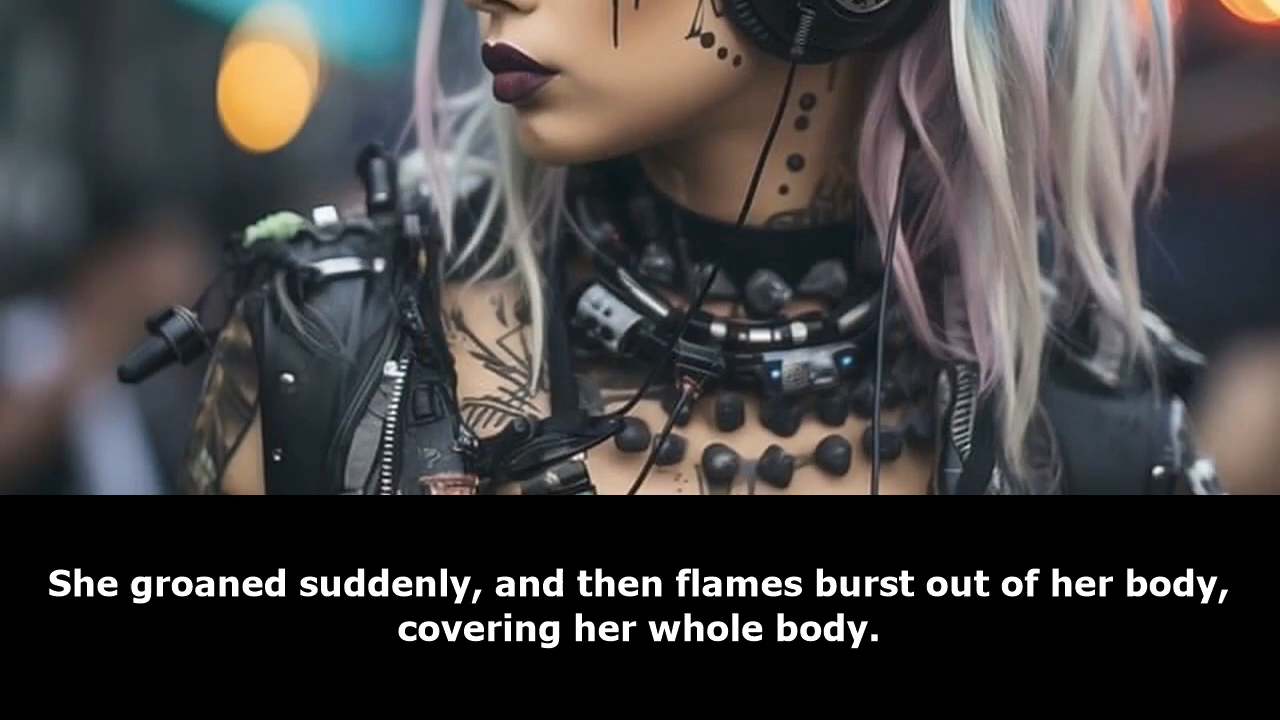 She groaned suddenly, and then flames burst out of her body,
covering her whole body.